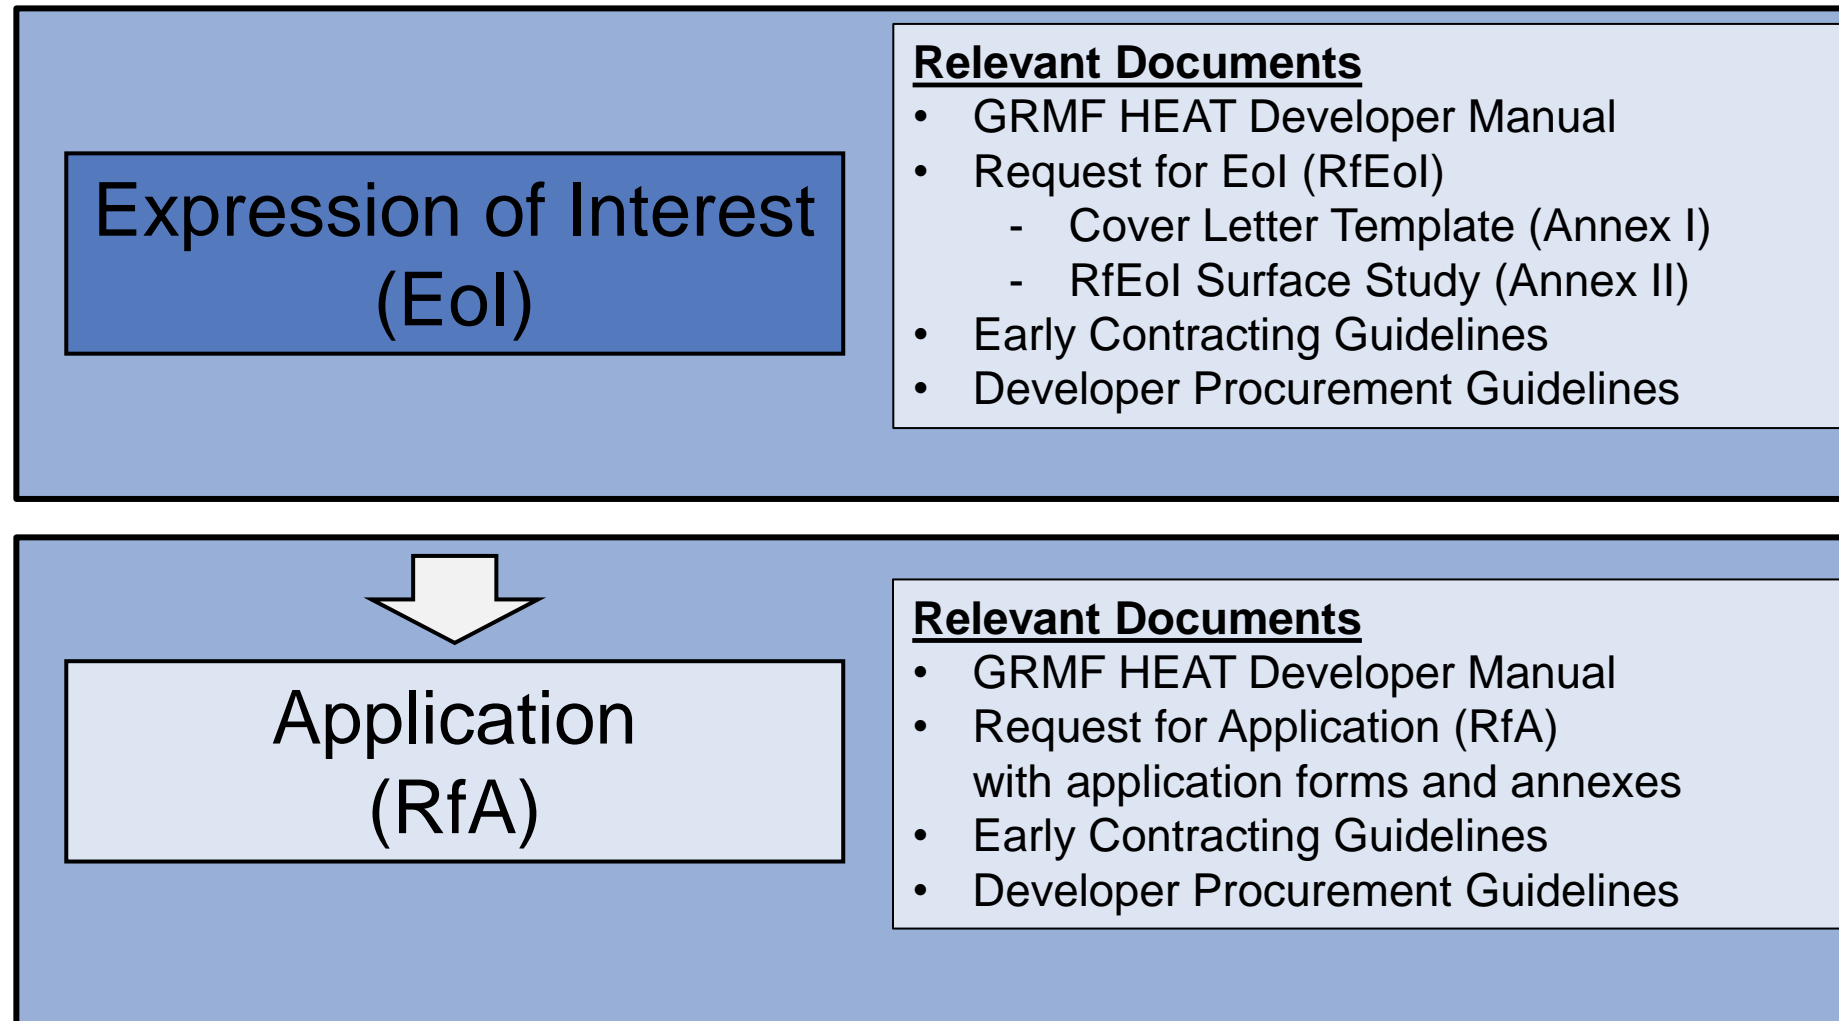 Expression of Interest
(EoI)
Relevant Documents
• GRMF HEAT Developer Manual
• Request for EoI (RfEoI)
- Cover Letter Template (Annex I)
- RfEoI Surface Study (Annex II)
• Early Contracting Guidelines
• Developer Procurement Guidelines
Application
(RfA)
Relevant Documents
• GRMF HEAT Developer Manual
• Request for Application (RfA)
with application forms and annexes
• Early Contracting Guidelines
• Developer Procurement Guidelines